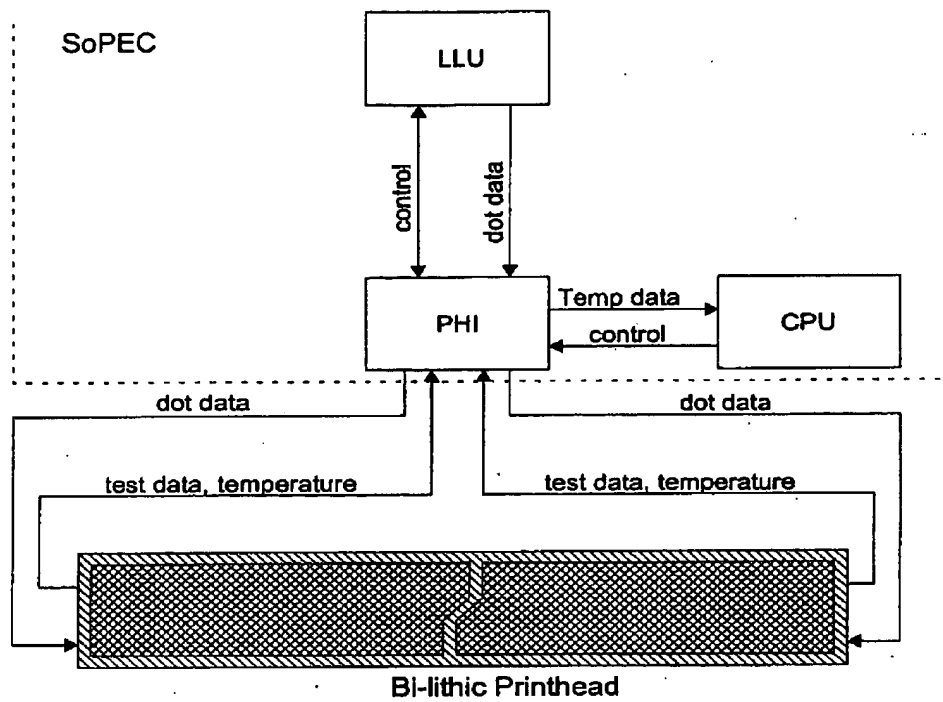 SoPEC
LLU
control
dot data
PHI
Temp data
control
CPU
dot data
dot data
test data, temperature
test data, temperature
Bi-lithic Printhead